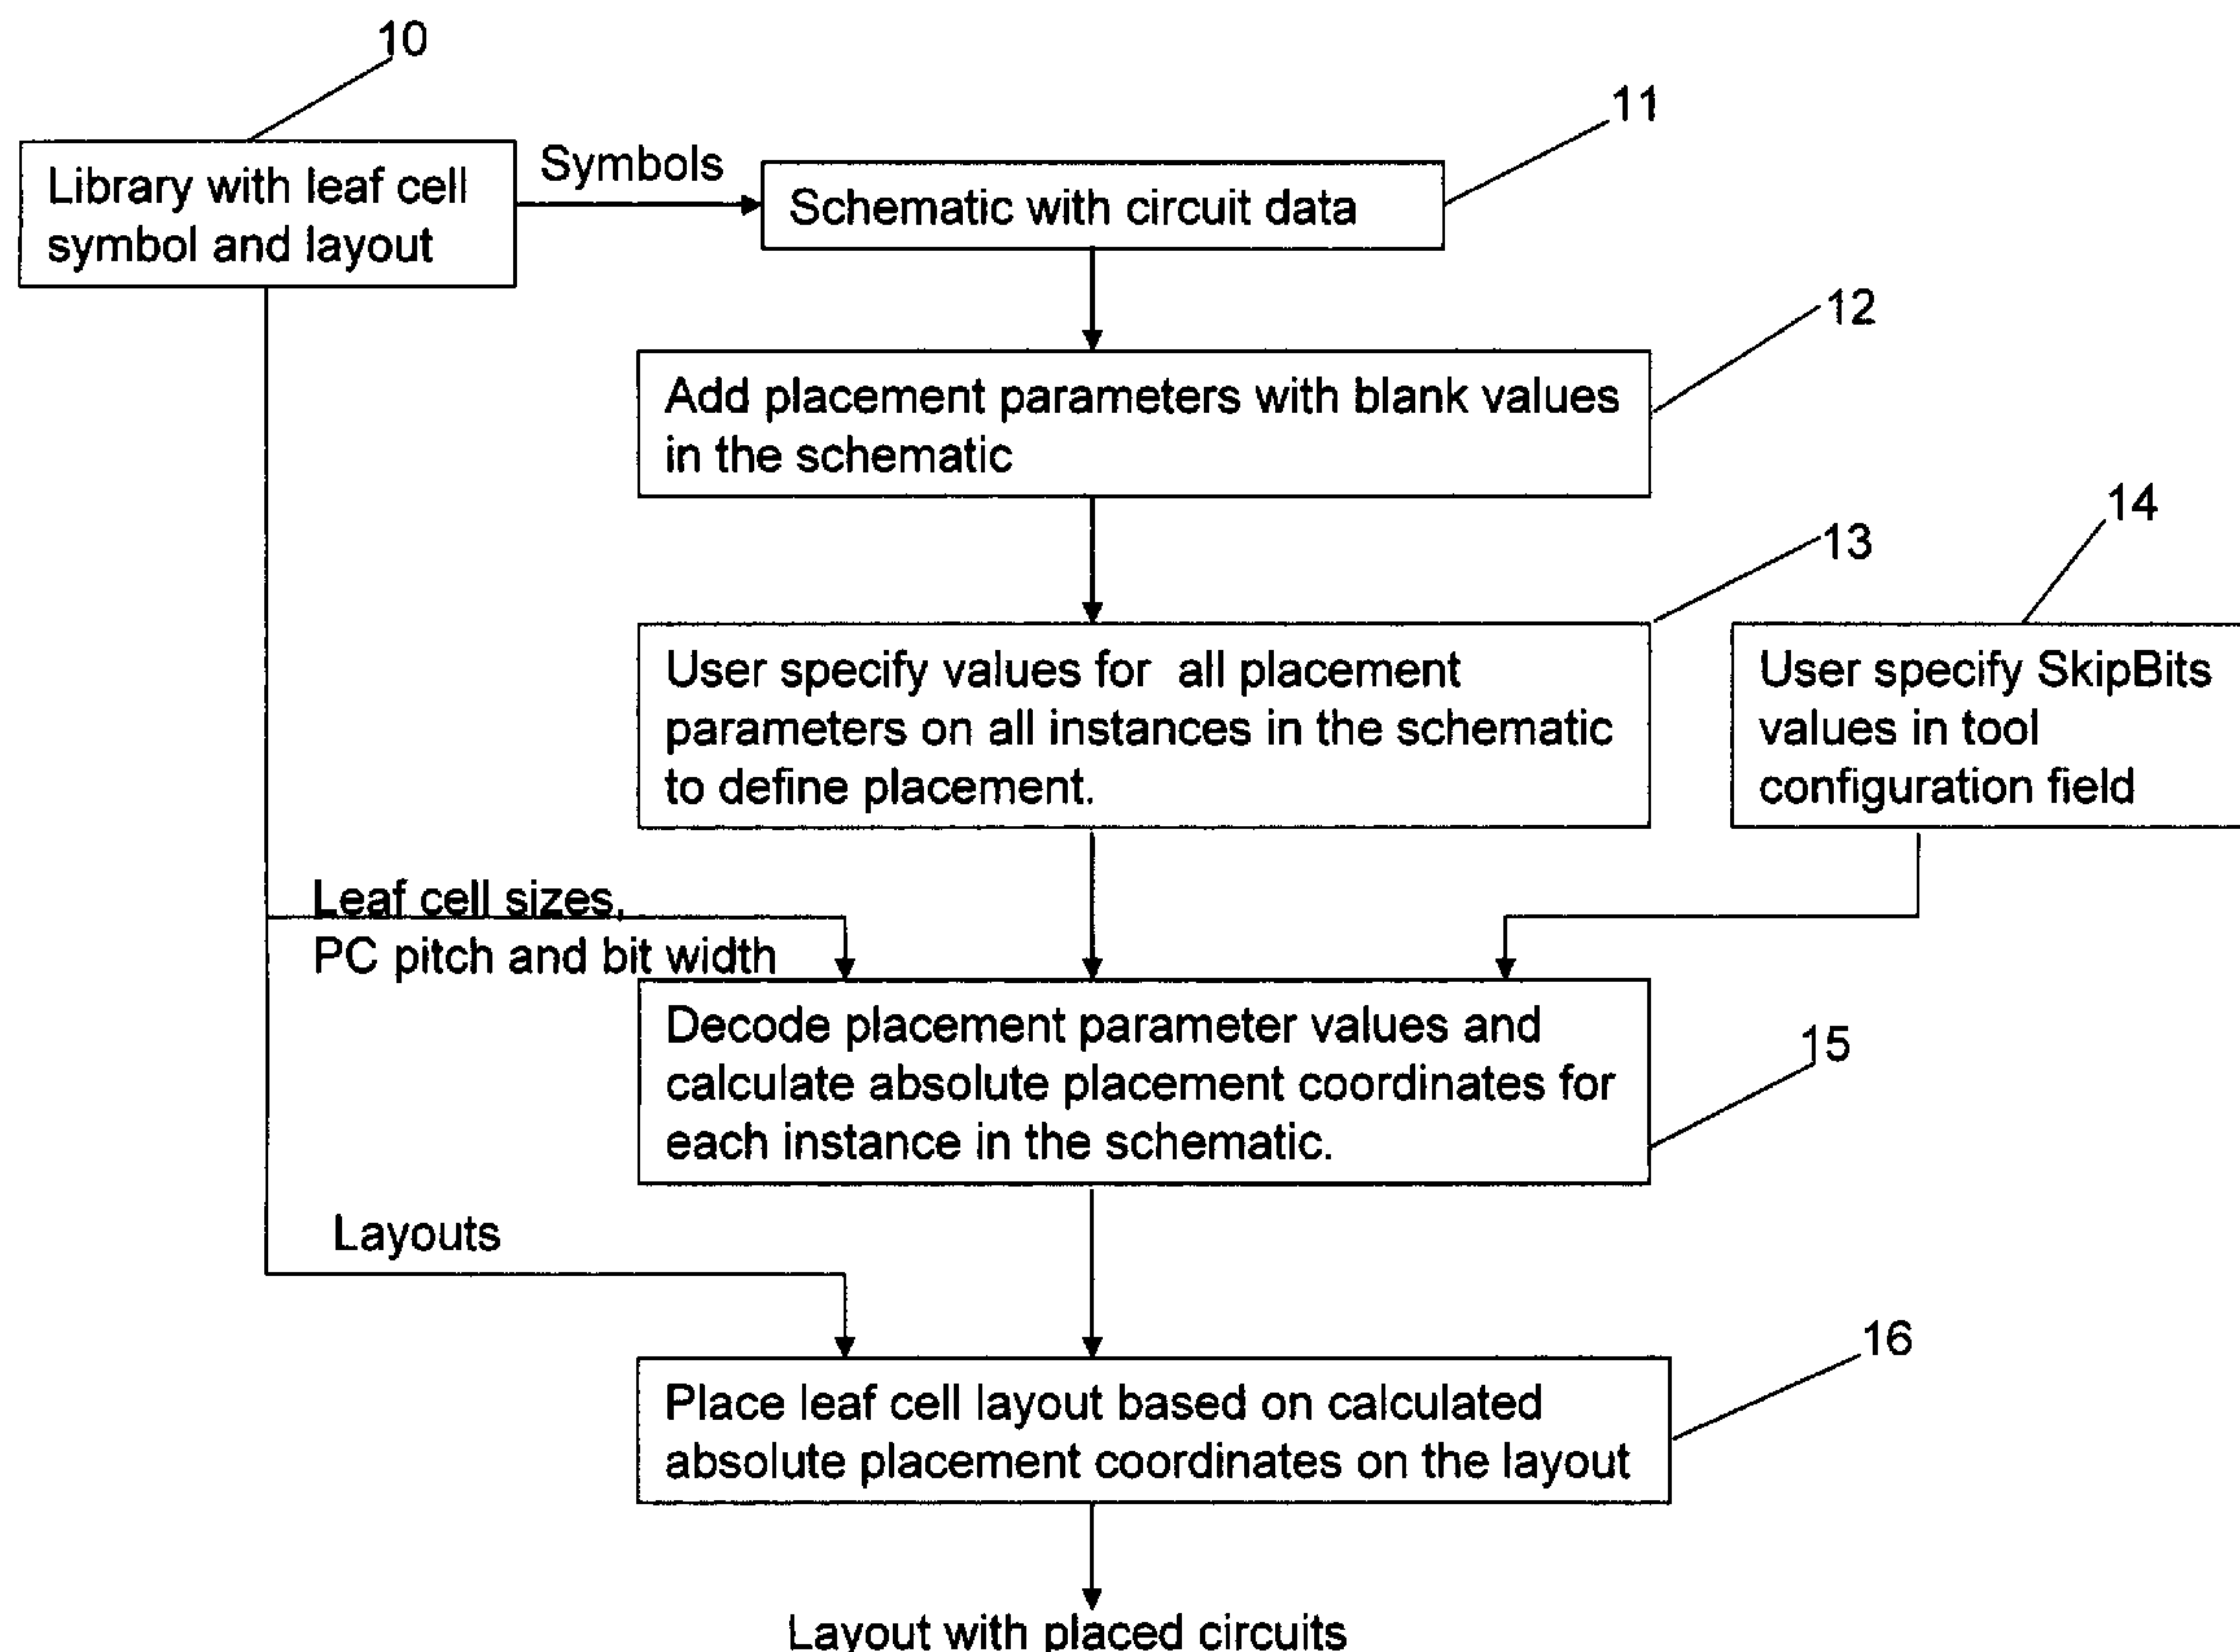 10
11
Library with leaf cell
symbol and layout
Symbols
Schematic with circuit data
12
Add placement parameters with blank values
in the schematic
13
14
User specify values for all placement
parameters on all instances in the schematic
to define placement.
User specify SkipBits
values in tool
configuration field
Leaf cell sizes,
PC pitch and bit width
Decode placement parameter values and
calculate absolute placement coordinates for
each instance in the schematic.
15
Layouts
16
Place leaf cell layout based on calculated
absolute placement coordinates on the layout
Layout with placed circuits